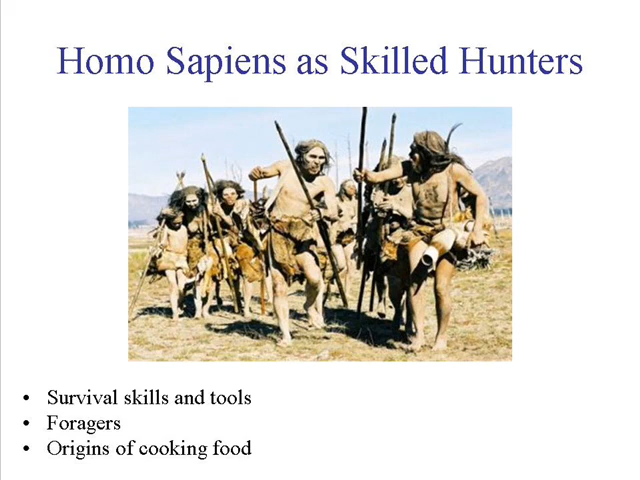 Homo Sapiens as Skilled Hunters
• Survival skills and tools
• Foragers
• Origins of cooking food